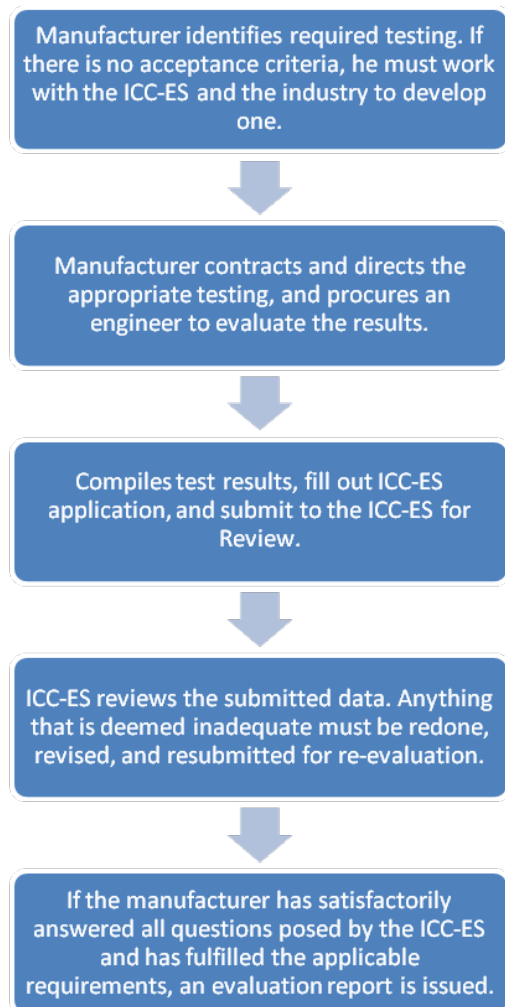 Manufacturer identifies required testing. If
there is no acceptance criteria, he must work
with the ICC-ES and the industry to develop
one.
Manufacturer contracts and directs the
appropriate testing, and procures an
engineer to evaluate the results.
Compiles test results, fill out ICC-ES
application, and submit to the ICC-ES for
Review.
ICC-ES reviews the submitted data. Anything
that is deemed inadequate must be redone,
revised, and resubmitted for re-evaluation.
If the manufacturer has satisfactorily
answered all questions posed by the ICC-ES
and has fulfilled the applicable
requirements, an evaluation report is issued.